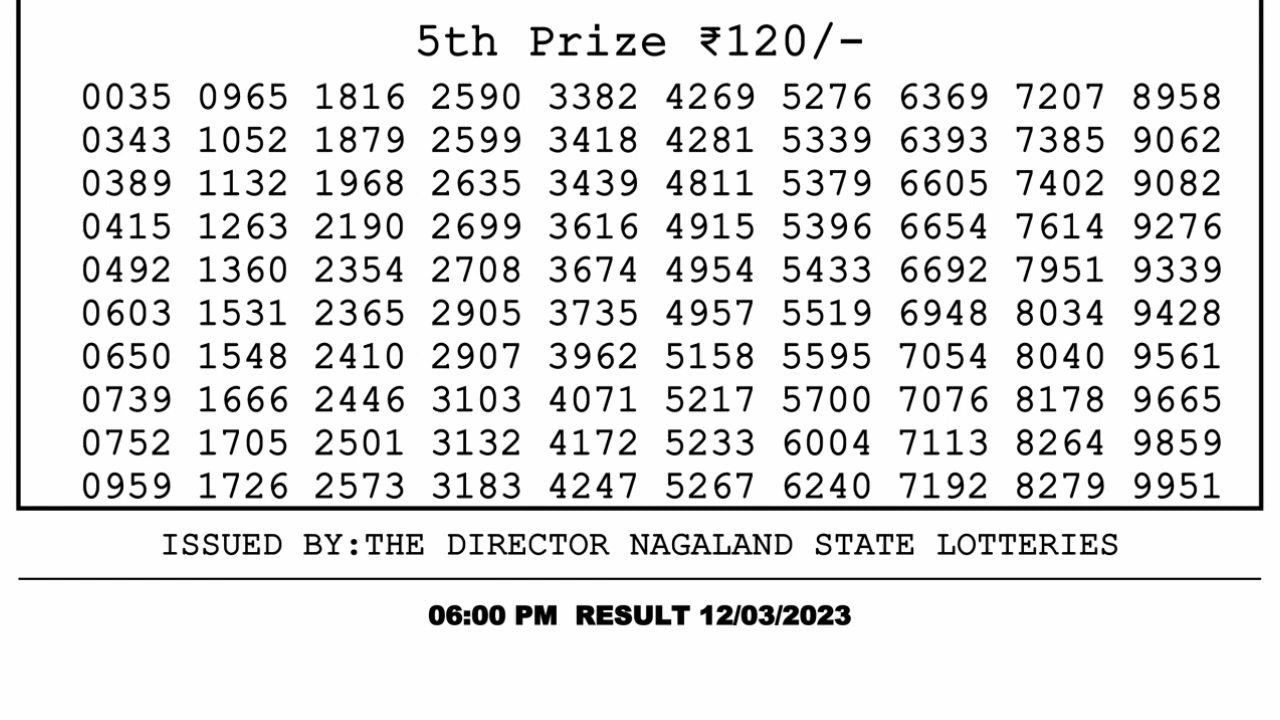 5th Prize ₹120/-
0035 0965 1816 2590 3382 4269 5276 6369 7207 8958
0343 1052 1879 2599 3418 4281 5339 6393 7385 9062
0389 1132 1968 2635 3439 4811 5379 6605 7402 9082
0415 1263 2190 2699 3616 4915 5396 6654 7614 9276
0492 1360 2354 2708 3674 4954 5433 6692 7951 9339
0603 1531 2365 2905 3735 4957 5519 6948 8034 9428
0650 1548 2410 2907 3962 5158 5595 7054 8040 9561
0739 1666 2446 3103 4071 5217 5700 7076 8178 9665
0752 1705 2501 3132 4172 5233 6004 7113 8264 9859
0959 1726 2573 3183 4247 5267 6240 7192 8279 9951
ISSUED BY:THE DIRECTOR NAGALAND STATE LOTTERIES
06:00 PM RESULT 12/03/2023